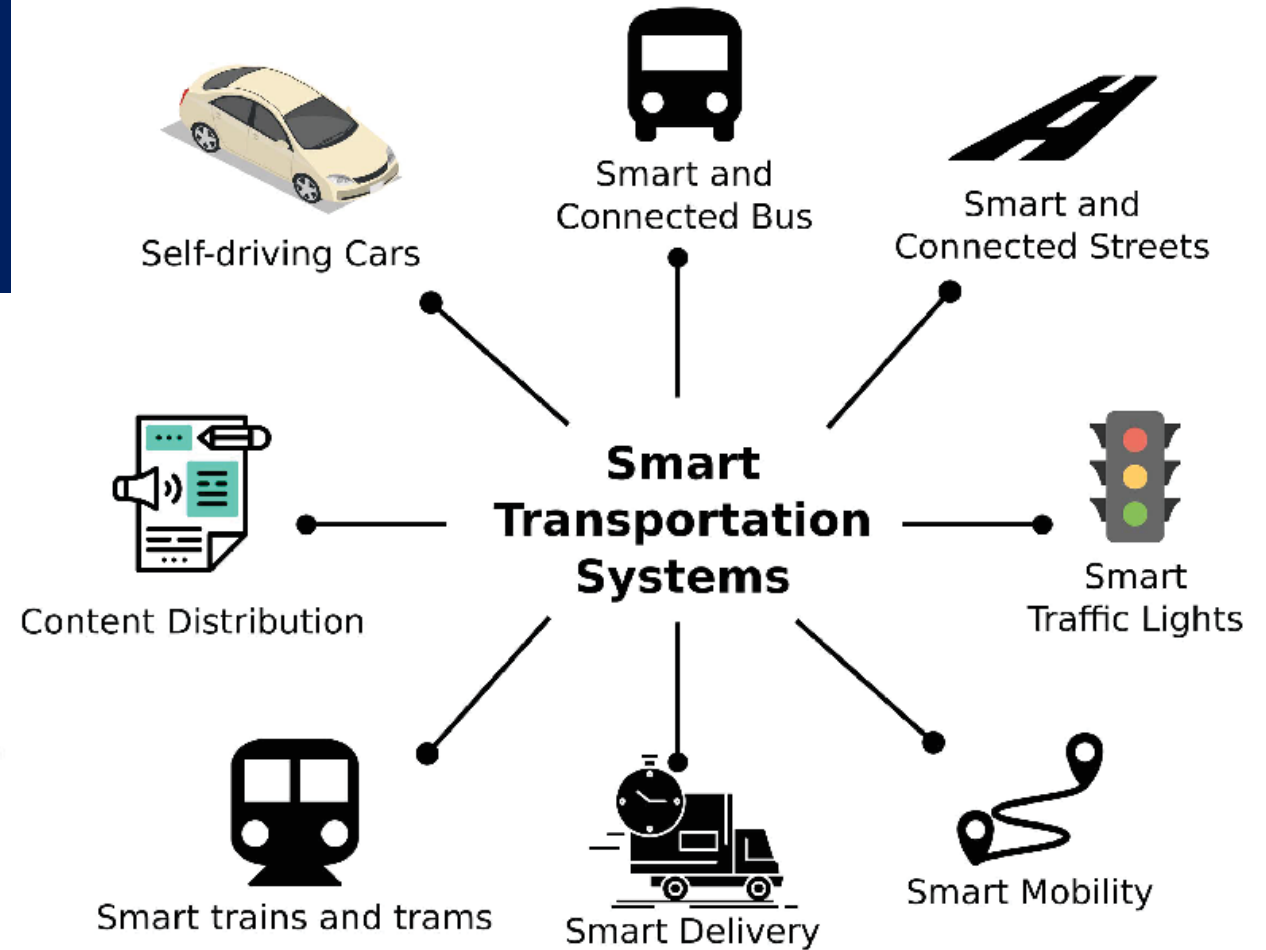 Smart and
Connected Bus
Smart and
Connected Streets
Self-driving Cars
Smart
Transportation
Systems
Content Distribution
Smart
Traffic Lights
Smart trains and trams
Smart Delivery
Smart Mobility